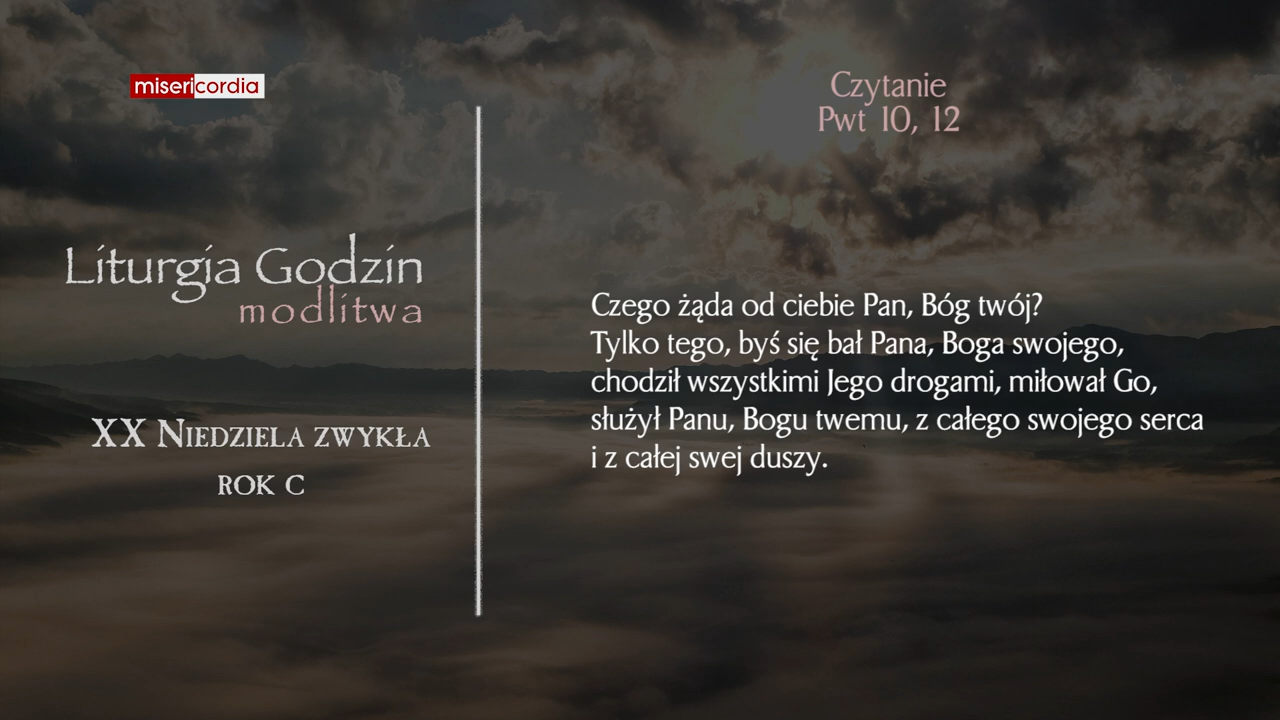 misericordia
Liturgia Godzin
modlitwa
XX Niedziela zwykła
rok C
Czytanie
Pwt 10, 12
Czego żąda od ciebie Pan, Bóg twój?
Tylko tego, byś się bał Pana, Boga swojego,
chodził wszystkimi Jego drogami, miłował Go,
służył Panu, Bogu twemu, z całego swojego serca
i z całej swej duszy.